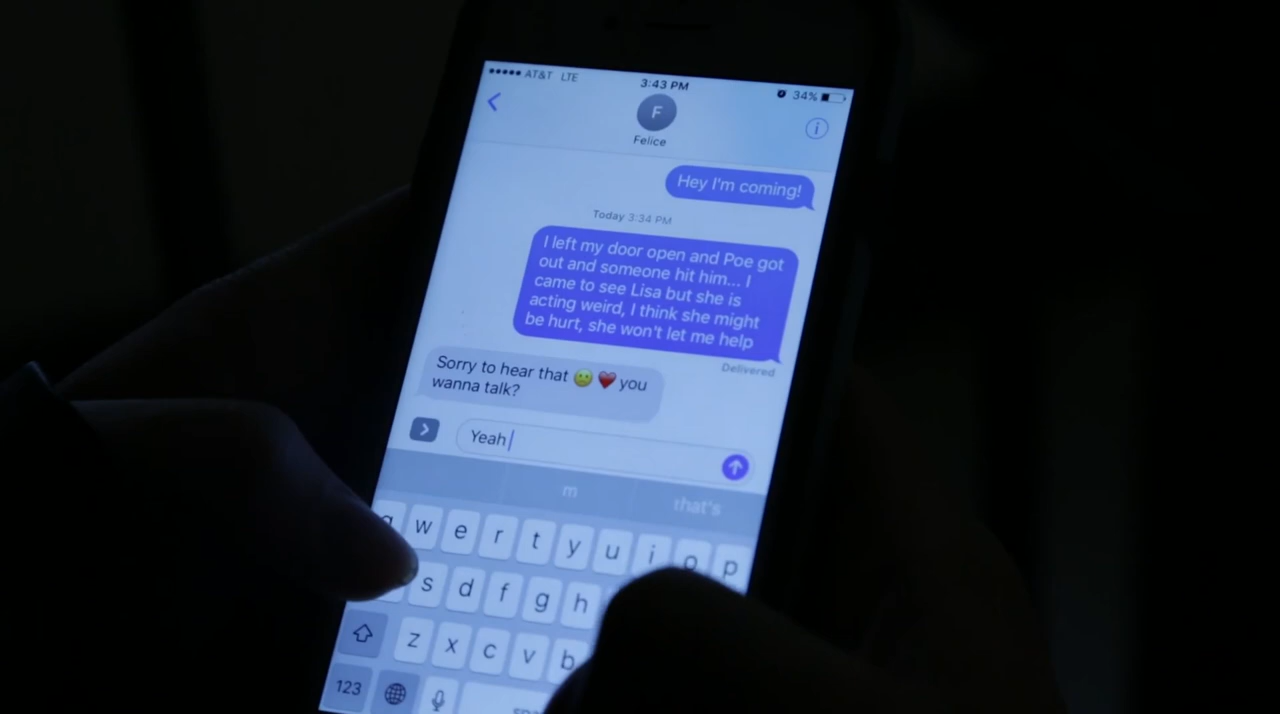 AT&T LTE 3:43 PM 34%
F
Felice
Hey I'm coming!
Today 3:34 PM
I left my door open and Poe got
out and someone hit him... I
came to see Lisa but she is
acting weird, I think she might
be hurt, she won't let me help
Delivered
Sorry to hear that 😕 ❤️ you
wanna talk?
Yeah
m that's
q w e r t y u i o p
s d f g h
z x c v b
123